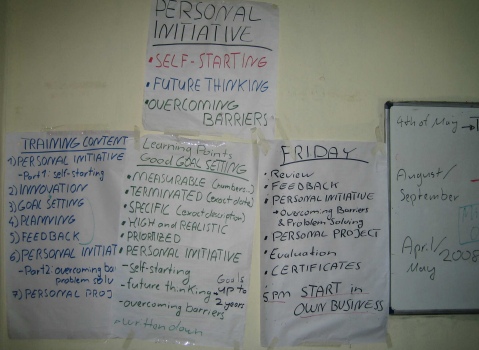 PERSONAL
INITIATIVE
• SELF-STARTING
• FUTURE THINKING
• OVERCOMING
BARRIERS
TRAINING CONTENT
1) PERSONAL INITIATIVE
- Part 1: self-starting
2) INNOVATION
3) GOAL SETTING
4) PLANNING
5) FEEDBACK
6) PERSONAL INITIAT
- Part 2: overcoming ba
problem solv
7) PERSONAL PROJ
Learning Points
Good GOAL SETTING
• MEASURABLE (numbers..)
• TERMINATED (exact date)
• SPECIFIC (exact description)
• HIGH and REALISTIC
• PRIORITIZED
• PERSONAL INITIATIVE
- self-starting
- future thinking
- overcoming barriers
Goals
up to
2 years
- written down
FRIDAY
• Review
• FEEDBACK
• PERSONAL INITIATIVE
→ Overcoming Barriers
& Problem Solving
• PERSONAL PROJECT
• Evaluation
• CERTIFICATES
5 PM START in
OWN BUSINESS
4th of May →
August/
September
April/
May 2008